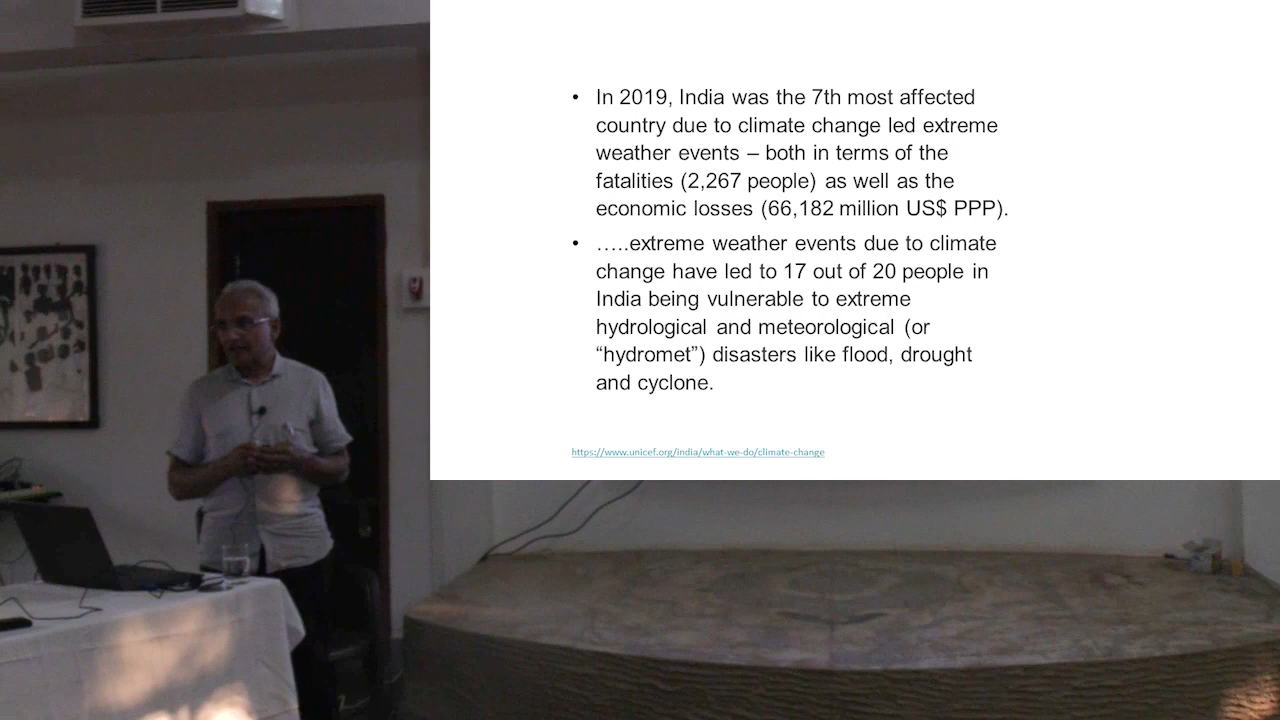 • In 2019, India was the 7th most affected
country due to climate change led extreme
weather events – both in terms of the
fatalities (2,267 people) as well as the
economic losses (66,182 million US$ PPP).
• …..extreme weather events due to climate
change have led to 17 out of 20 people in
India being vulnerable to extreme
hydrological and meteorological (or
“hydromet”) disasters like flood, drought
and cyclone.
https://www.unicef.org/india/what-we-do/climate-change